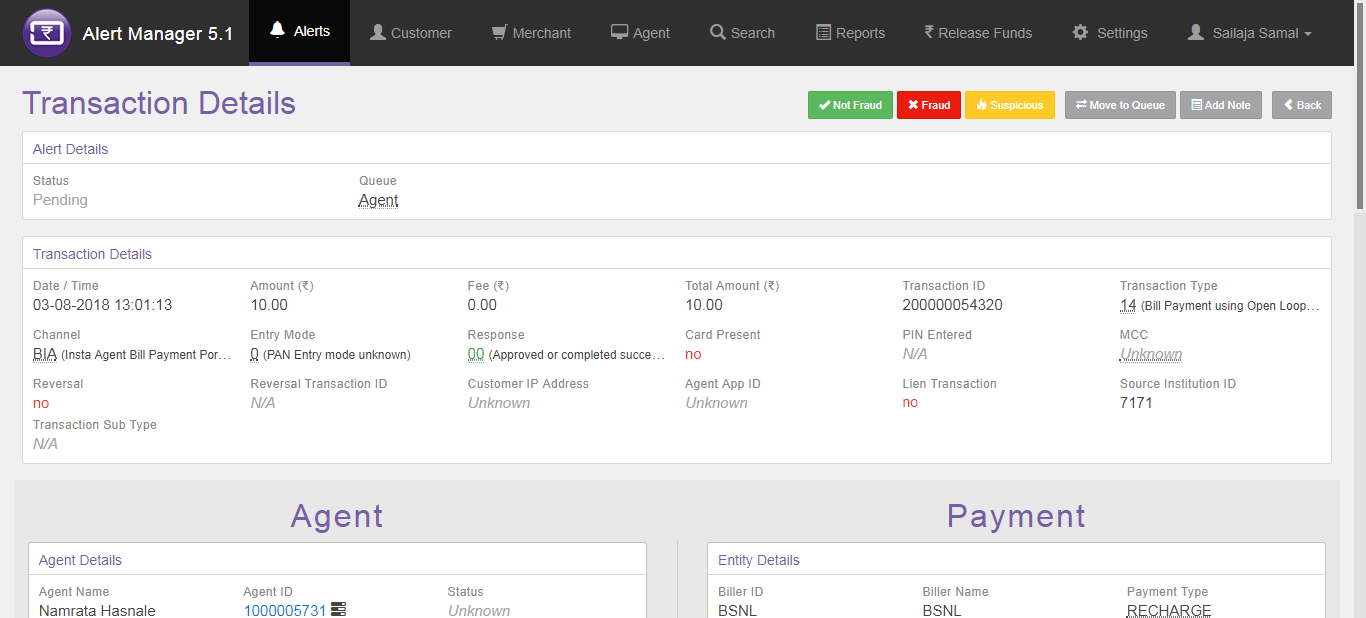 Alert Manager 5.1 Alerts Customer Merchant Agent Search Reports ₹ Release Funds Settings Sailaja Samal
Transaction Details Not Fraud Fraud Suspicious Move to Queue Add Note Back
Alert Details
Status Queue
Pending Agent
Transaction Details
Date / Time Amount (₹) Fee (₹) Total Amount (₹) Transaction ID Transaction Type
03-08-2018 13:01:13 10.00 0.00 10.00 200000054320 14 (Bill Payment using Open Loop…
Channel Entry Mode Response Card Present PIN Entered MCC
BIA (Insta Agent Bill Payment Por… 0 (PAN Entry mode unknown) 00 (Approved or completed succe… no N/A Unknown
Reversal Reversal Transaction ID Customer IP Address Agent App ID Lien Transaction Source Institution ID
no N/A Unknown Unknown no 7171
Transaction Sub Type
N/A
Agent Payment
Agent Details Entity Details
Agent Name Agent ID Status Biller ID Biller Name Payment Type
Namrata Hasnale 1000005731 Unknown BSNL BSNL RECHARGE